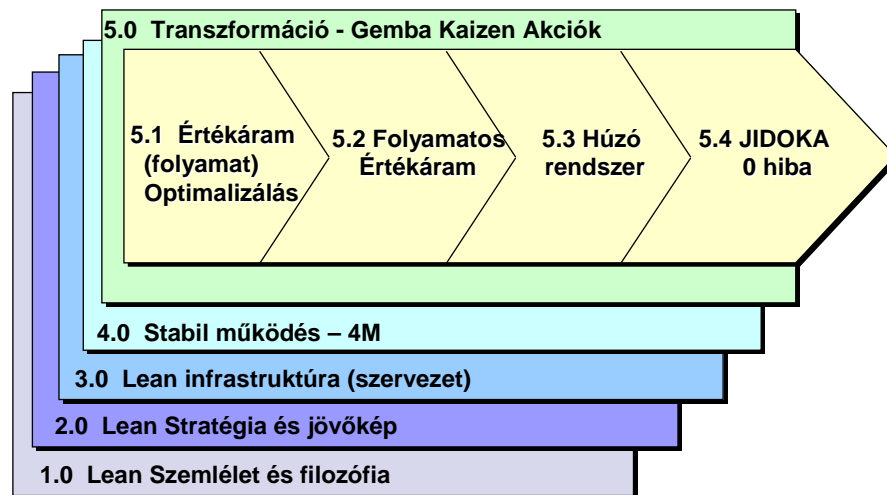 5.0 Transzformáció - Gemba Kaizen Akciók
5.1 Értékáram
(folyamat)
Optimalizálás
5.2 Folyamatos
Értékáram
5.3 Húzó
rendszer
5.4 JIDOKA
0 hiba
4.0 Stabil működés – 4M
3.0 Lean infrastruktúra (szervezet)
2.0 Lean Stratégia és jövőkép
1.0 Lean Szemlélet és filozófia